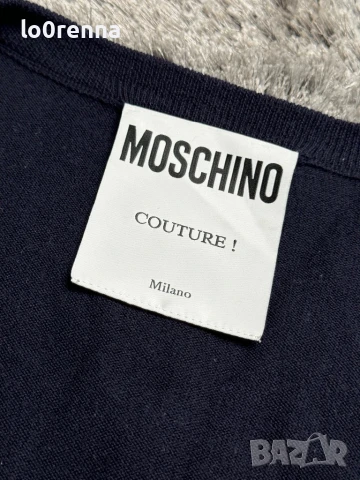 lo0renna
MOSCHINO
COUTURE !
Milano
BAZAR